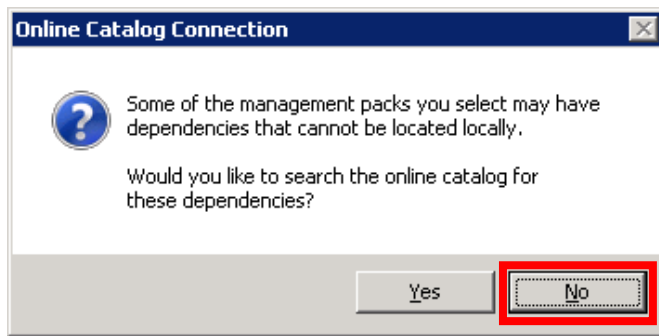 Online Catalog Connection
Some of the management packs you select may have
dependencies that cannot be located locally.
Would you like to search the online catalog for
these dependencies?
Yes
No